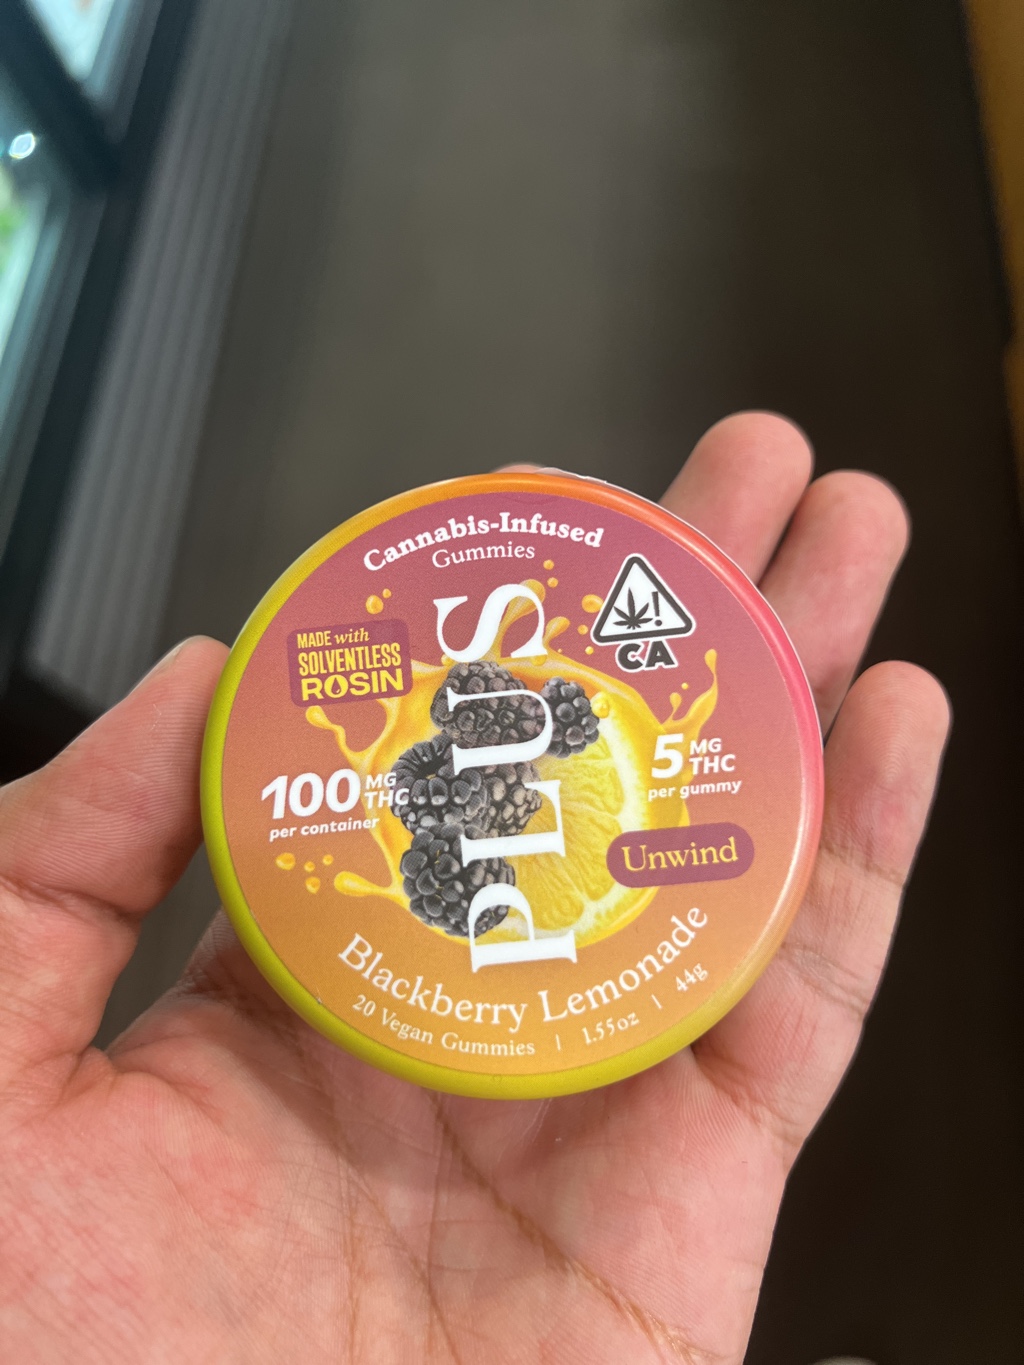 Cannabis-Infused
Gummies
MADE with
SOLVENTLESS
ROSIN
CA
PLUS
100 MG THC
per container
5 MG THC
per gummy
Unwind
Blackberry Lemonade
20 Vegan Gummies | 1.55oz | 44g